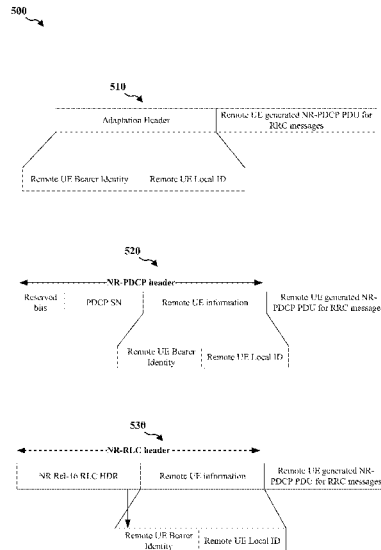 500
510
Adaptation Header
Remote UE generated NR-PDCP PDU for
RRC messages
Remote UE Bearer Identity
Remote UE Local ID
520
NR-PDCP header
Reserved
bits
PDCP SN
Remote UE information
Remote UE generated NR-
PDCP PDU for RRC message
Remote UE Bearer
Identity
Remote UE Local ID
530
NR-RLC header
NR Rel-16 RLC HDR
Remote UE information
Remote UE generated NR-
PDCP PDU for RRC messages
Remote UE Bearer
Identity
Remote UE Local ID